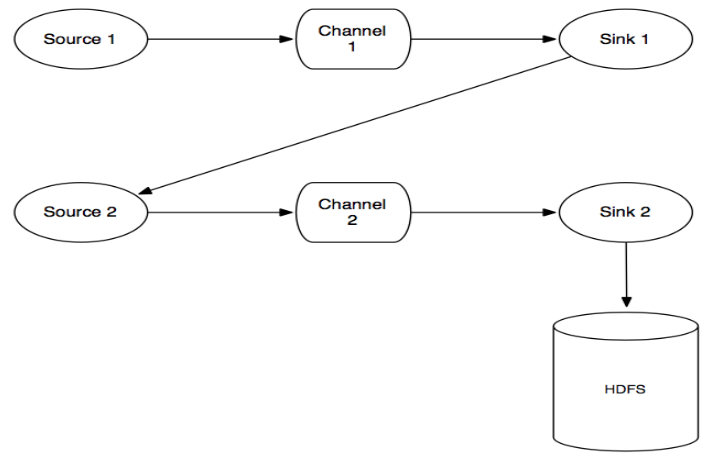 Source 1
Channel
1
Sink 1
Source 2
Channel
2
Sink 2
HDFS